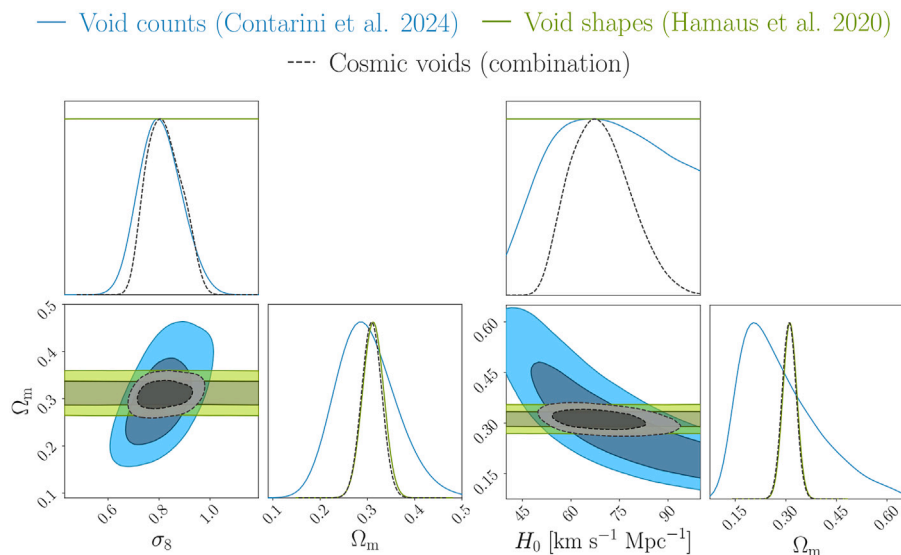 Void counts (Contarini et al. 2024) Void shapes (Hamaus et al. 2020)
Cosmic voids (combination)
Ωm
0.5
0.4
0.3
0.2
0.1
0.6 0.8 1.0
σ8
0.1 0.2 0.3 0.4 0.5
Ωm
0.60
0.45
0.30
0.15
45 60 75 90
H0 [km s−1 Mpc−1]
0.15 0.30 0.45 0.60
Ωm